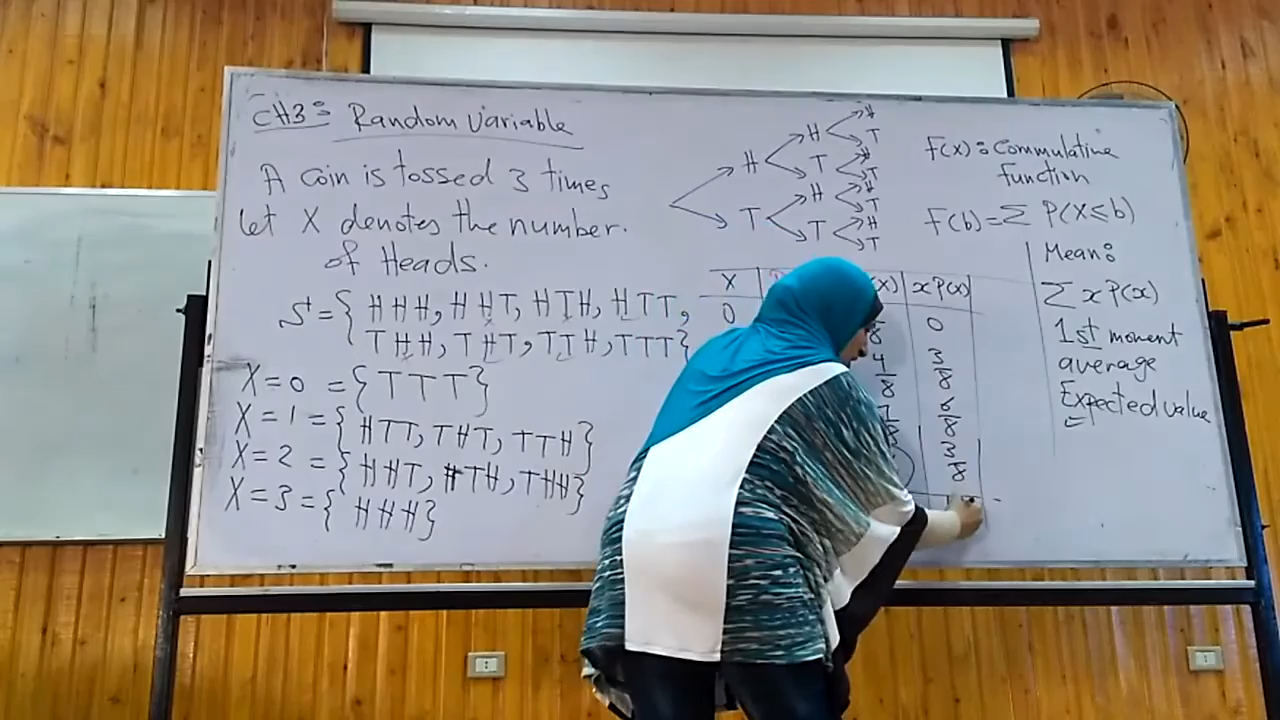 CH3: Random Variable
A coin is tossed 3 times
let X denotes the number.
of Heads.
S = { HHH, HHT, HTH, HTT,
THH, THT, TTH, TTT}
X = 0 = { TTT}
X = 1 = { HTT, THT, TTH}
X = 2 = { HHT, HTH, THH}
X = 3 = { HHH}
H
H T
H T
T H
T
T H H
T
T H
T
X (x) xP(x)
0 0
3/8
6/8
3/8
F(x): Commulative
function
F(b) = Σ P(X≤b)
Mean:
Σ xP(x)
1st moment
average
Expected value